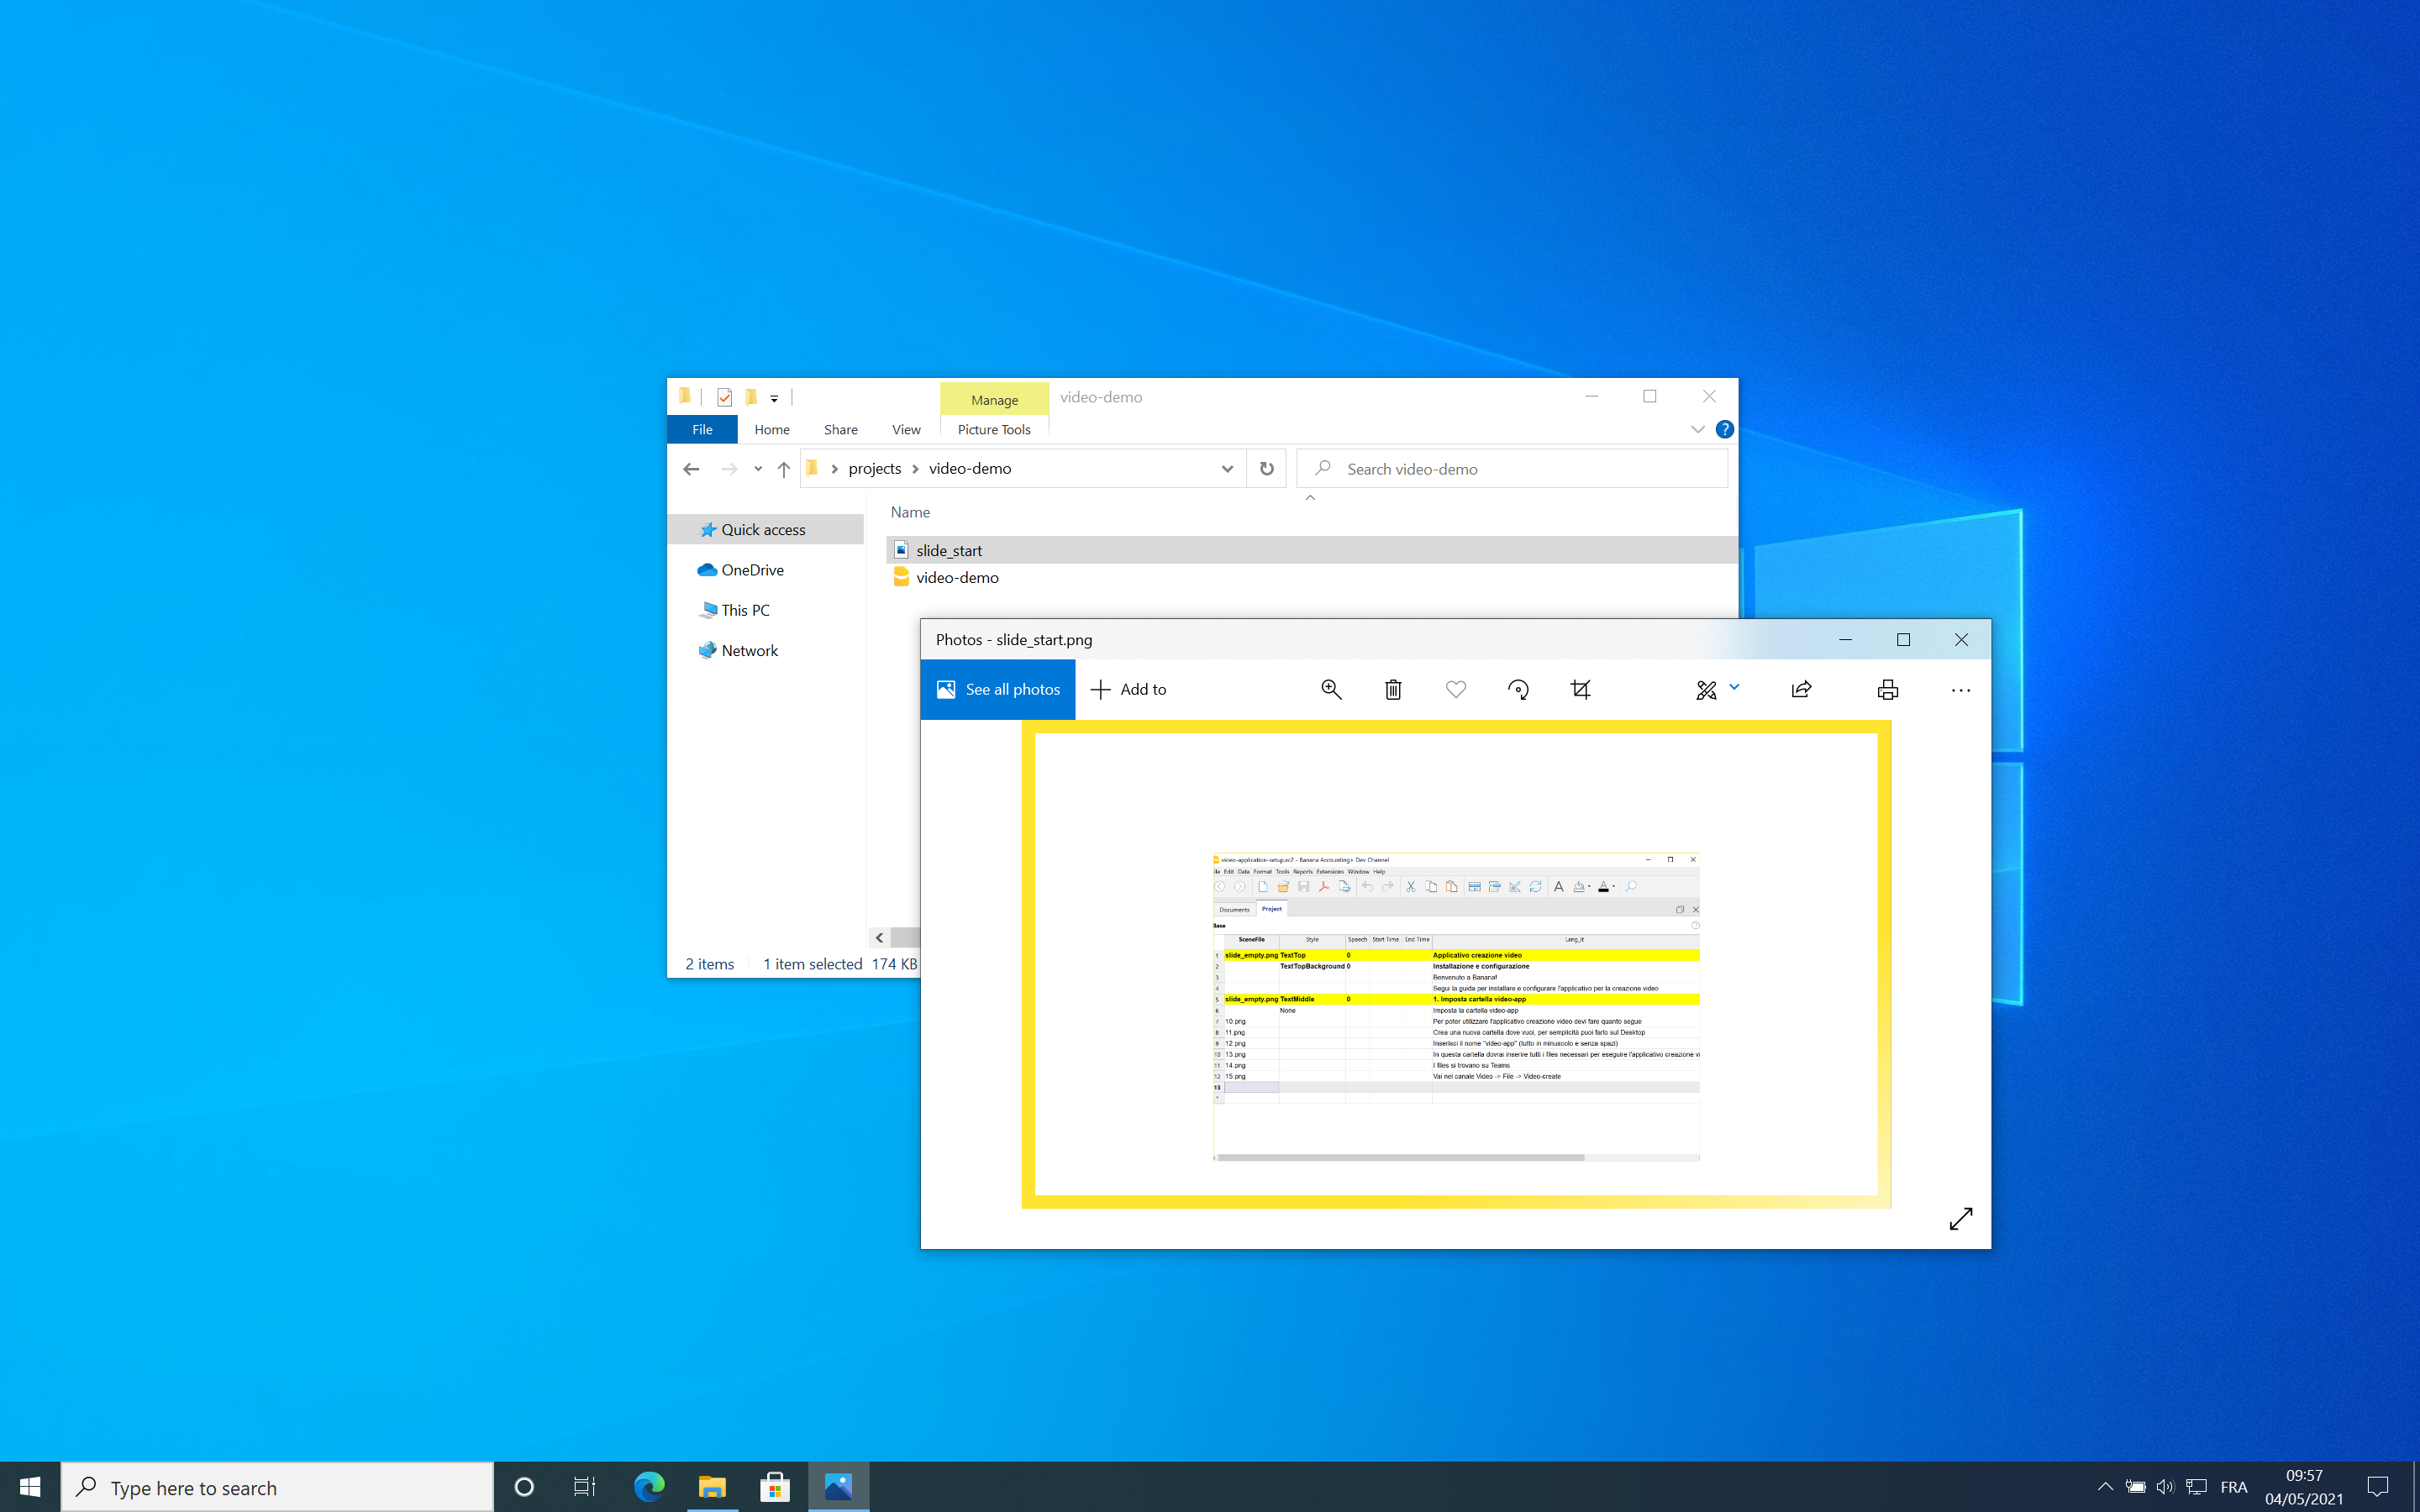 Manage
video-demo
File
Home
Share
View
Picture Tools
projects
video-demo
Search video-demo
Name
Quick access
OneDrive
This PC
Network
slide_start
video-demo
2 items
1 item selected
174 KB
Photos - slide_start.png
See all photos
Add to
video-application-setup.ac2 - Banana Accounting+ Dev Channel
Edit Data Format Tools Reports Extensions Window Help
Documents Project
Base
SceneFile Style Speech Start Time End Time Lang_it
1 slide_empty.png TextTop 0 Applicativo creazione video
2 TextTopBackground 0 Installazione e configurazione
3 Benvenuto a Banana!
4 Segui la guida per installare e configurare l'applicativo per la creazione video
5 slide_empty.png TextMiddle 0 1. Imposta cartella video-app
6 None Imposta la cartella video-app
7 10.png Per poter utilizzare l'applicativo creazione video devi fare quanto segue
8 11.png Crea una nuova cartella dove vuoi, per semplicità puoi farlo sul Desktop
9 12.png Inserisci il nome "video-app" (tutto in minuscolo e senza spazi)
10 13.png In questa cartella dovrai inserire tutti i files necessari per eseguire l'applicativo creazione vi
11 14.png I files si trovano su Teams
12 15.png Vai nel canale Video -> File -> Video-create
13
*
Type here to search
FRA
09:57
04/05/2021